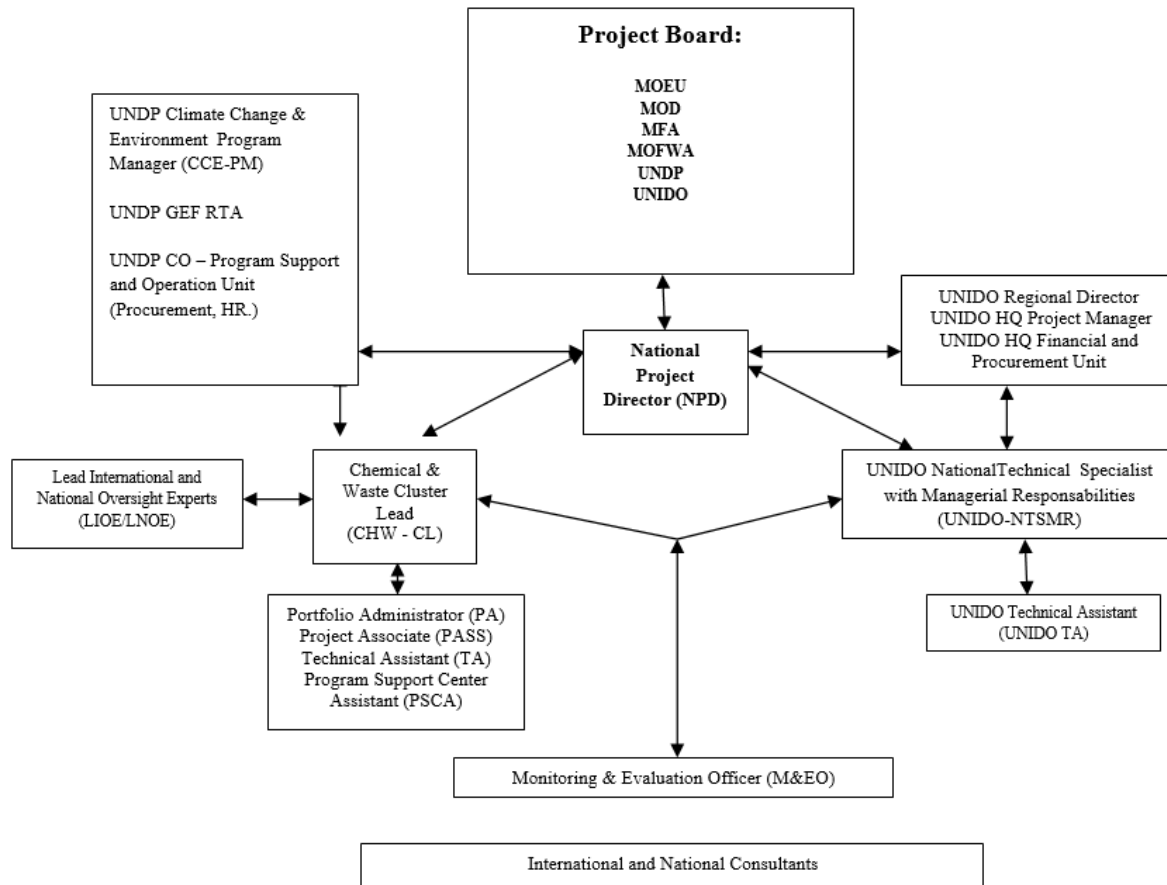 Project Board:
MOEU
MOD
MFA
MOFWA
UNDP
UNIDO
UNDP Climate Change &
Environment Program
Manager (CCE-PM)
UNDP GEF RTA
UNDP CO – Program Support
and Operation Unit
(Procurement, HR.)
UNIDO Regional Director
UNIDO HQ Project Manager
UNIDO HQ Financial and
Procurement Unit
National
Project
Director (NPD)
Lead International and
National Oversight Experts
(LIOE/LNOE)
Chemical &
Waste Cluster
Lead
(CHW - CL)
UNIDO NationalTechnical Specialist
with Managerial Responsabilities
(UNIDO-NTSMR)
Portfolio Administrator (PA)
Project Associate (PASS)
Technical Assistant (TA)
Program Support Center
Assistant (PSCA)
UNIDO Technical Assistant
(UNIDO TA)
Monitoring & Evaluation Officer (M&EO)
International and National Consultants